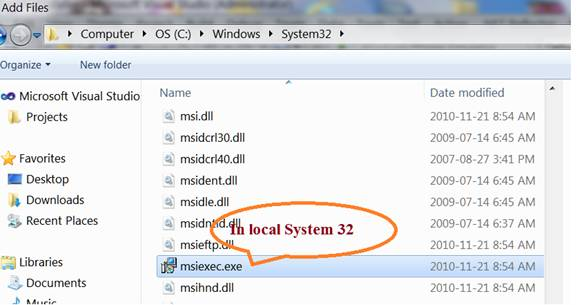 Add Files
Computer ▸ OS (C:) ▸ Windows ▸ System32 ▸
Organize ▾ New folder
Name Date modified
Microsoft Visual Studio
Projects
Favorites
Desktop
Downloads
Recent Places
Libraries
Documents
Music
msi.dll 2010-11-21 8:54 AM
msidcrl30.dll 2009-07-14 6:45 AM
msidcrl40.dll 2007-08-27 3:41 PM
msident.dll 2009-07-14 6:45 AM
msidle.dll 2009-07-14 6:45 AM
msidntld.dll 2009-07-14 6:37 AM
In local System 32
msieftp.dll 2010-11-21 8:54 AM
msiexec.exe 2010-11-21 8:54 AM
msihnd.dll 2010-11-21 8:54 AM